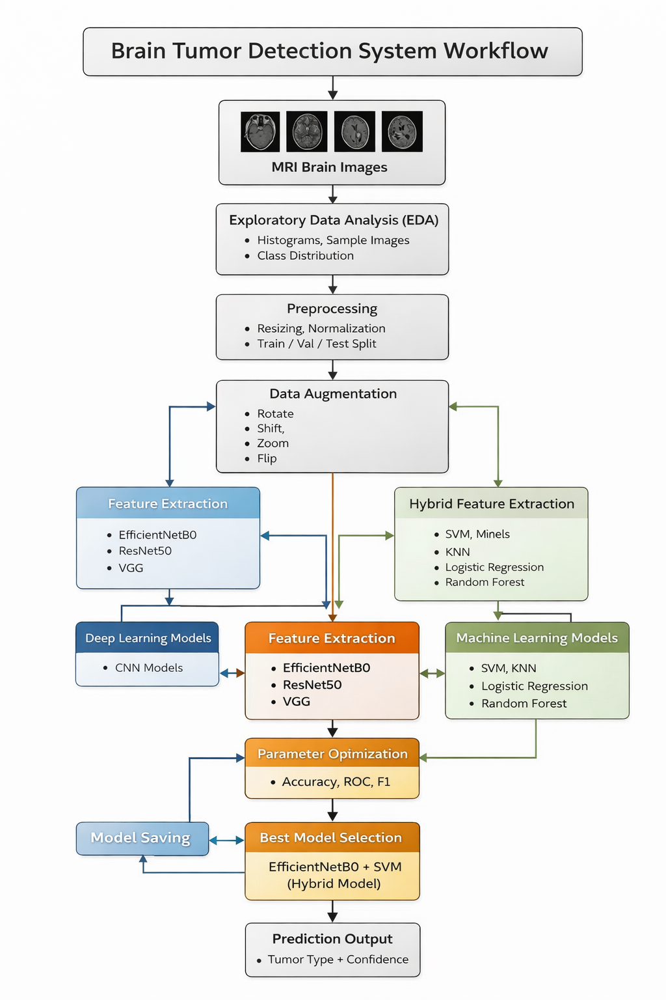 Brain Tumor Detection System Workflow
MRI Brain Images
Exploratory Data Analysis (EDA)
• Histograms, Sample Images
• Class Distribution
Preprocessing
• Resizing, Normalization
• Train / Val / Test Split
Data Augmentation
• Rotate
• Shift,
• Zoom
• Flip
Feature Extraction
• EfficientNetB0
• ResNet50
• VGG
Hybrid Feature Extraction
• SVM, Minels
• KNN
• Logistic Regression
• Random Forest
Deep Learning Models
• CNN Models
Feature Extraction
• EfficientNetB0
• ResNet50
• VGG
Machine Learning Models
• SVM, KNN
• Logistic Regression
• Random Forest
Parameter Optimization
• Accuracy, ROC, F1
Model Saving
Best Model Selection
EfficientNetB0 + SVM
(Hybrid Model)
Prediction Output
• Tumor Type + Confidence